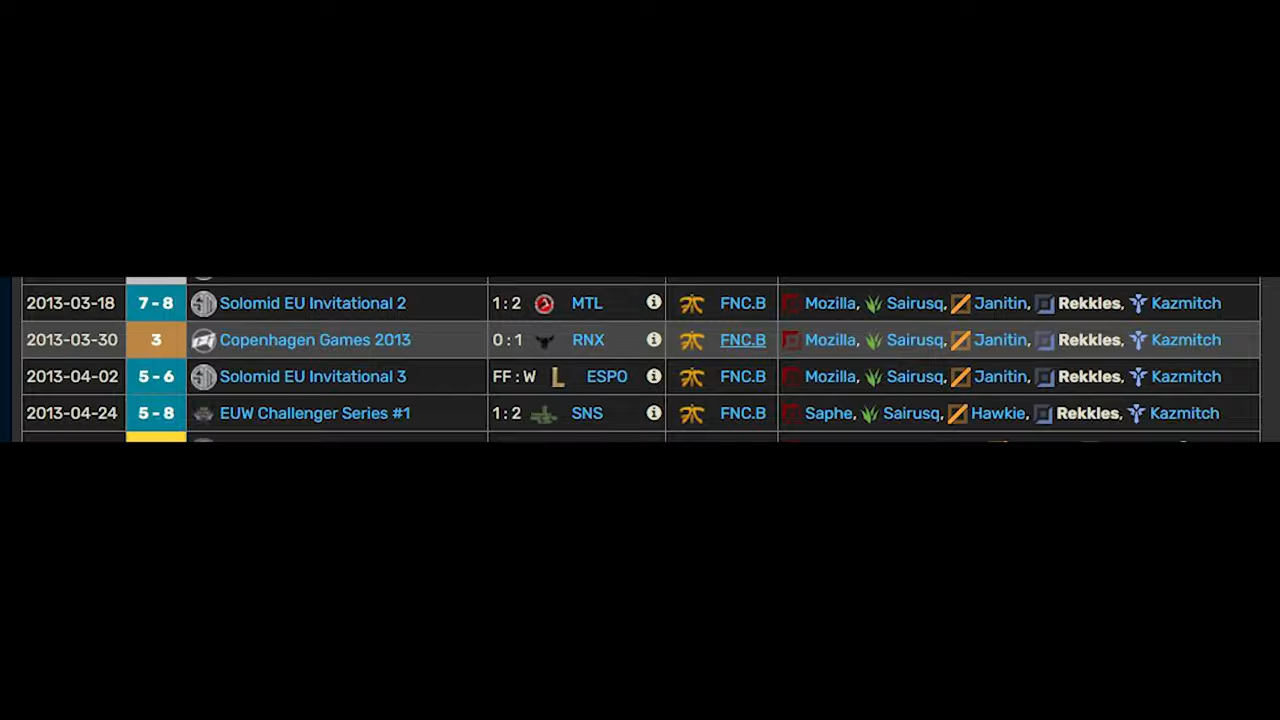 2013-03-18 7 - 8 Solomid EU Invitational 2 1 : 2 MTL FNC.B Mozilla, Sairusq, Janitin, Rekkles, Kazmitch
2013-03-30 3 Copenhagen Games 2013 0 : 1 RNX FNC.B Mozilla, Sairusq, Janitin, Rekkles, Kazmitch
2013-04-02 5 - 6 Solomid EU Invitational 3 FF : W ESPO FNC.B Mozilla, Sairusq, Janitin, Rekkles, Kazmitch
2013-04-24 5 - 8 EUW Challenger Series #1 1 : 2 SNS FNC.B Saphe, Sairusq, Hawkie, Rekkles, Kazmitch